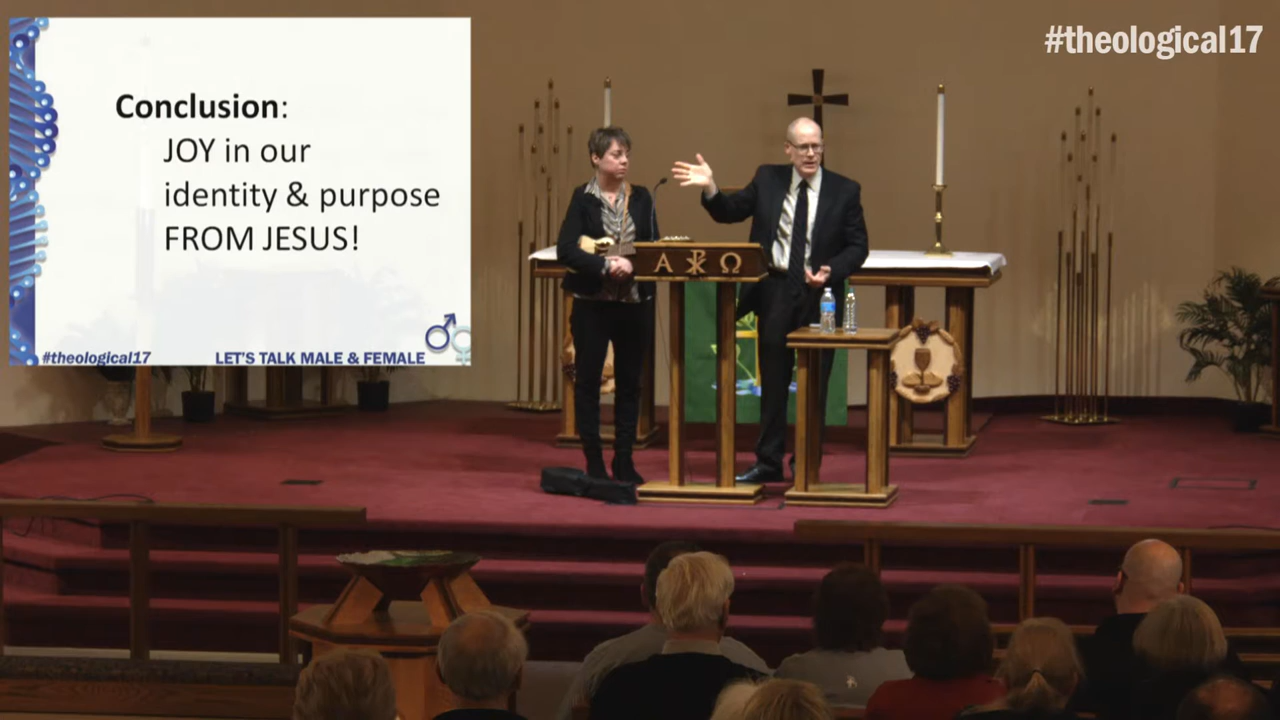 #theological17
Conclusion:
JOY in our
identity & purpose
FROM JESUS!
#theological17
LET'S TALK MALE & FEMALE
Α ☧ Ω